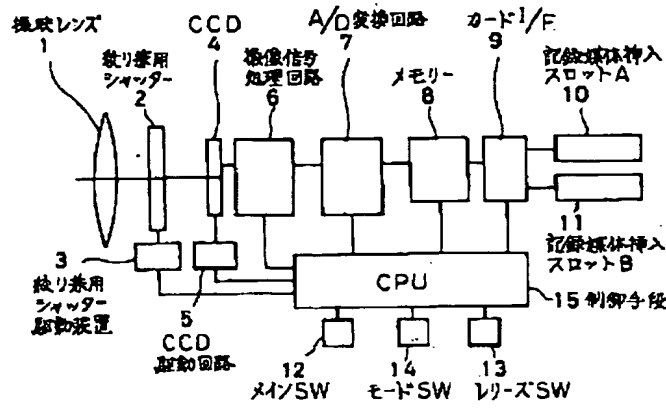 撮映レンズ
1
絞り兼用
シャッター
2
CCD
4
撮像信号
処理回路
6
A/D変換回路
7
メモリー
8
カードI/F
9
記録媒体挿入
スロットA
10
3
絞り兼用
シャッター
駆動装置
5
CCD
駆動回路
CPU
11
記録媒体挿入
スロットB
15 制御手段
12
メインSW
14
モードSW
13
レリーズSW